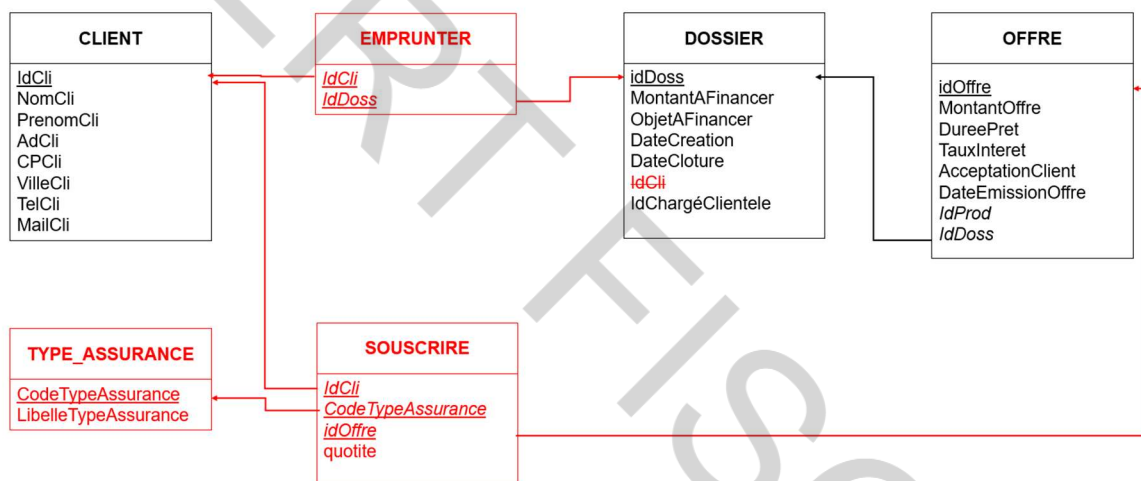 CLIENT
IdCli
NomCli
PrenomCli
AdCli
CPCli
VilleCli
TelCli
MailCli
EMPRUNTER
IdCli
IdDoss
DOSSIER
idDoss
MontantAFinancer
ObjetAFinancer
DateCreation
DateCloture
IdCli
IdChargéClientele
OFFRE
idOffre
MontantOffre
DureePret
TauxInteret
AcceptationClient
DateEmissionOffre
IdProd
IdDoss
TYPE_ASSURANCE
CodeTypeAssurance
LibelleTypeAssurance
SOUSCRIRE
IdCli
CodeTypeAssurance
idOffre
quotite